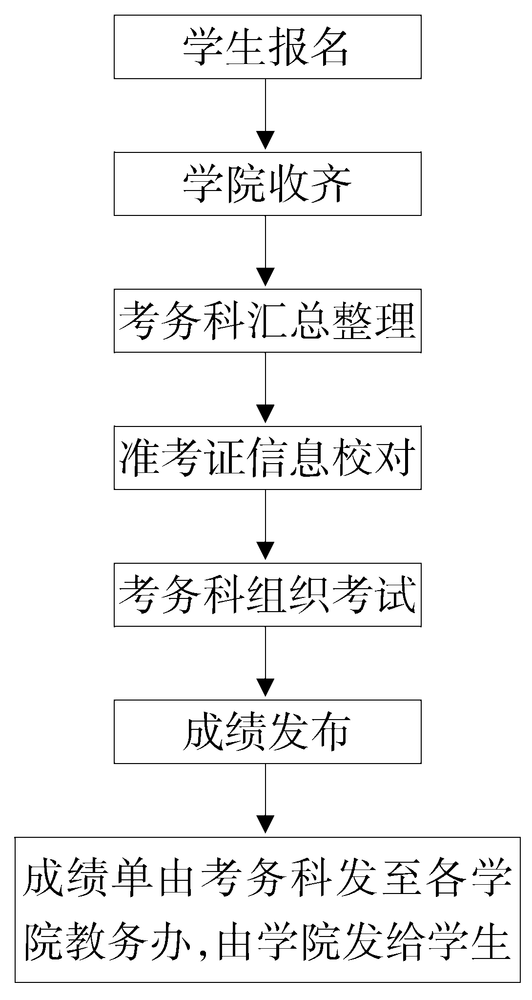 学生报名
学院收齐
考务科汇总整理
准考证信息校对
考务科组织考试
成绩发布
成绩单由考务科发至各学
院教务办,由学院发给学生